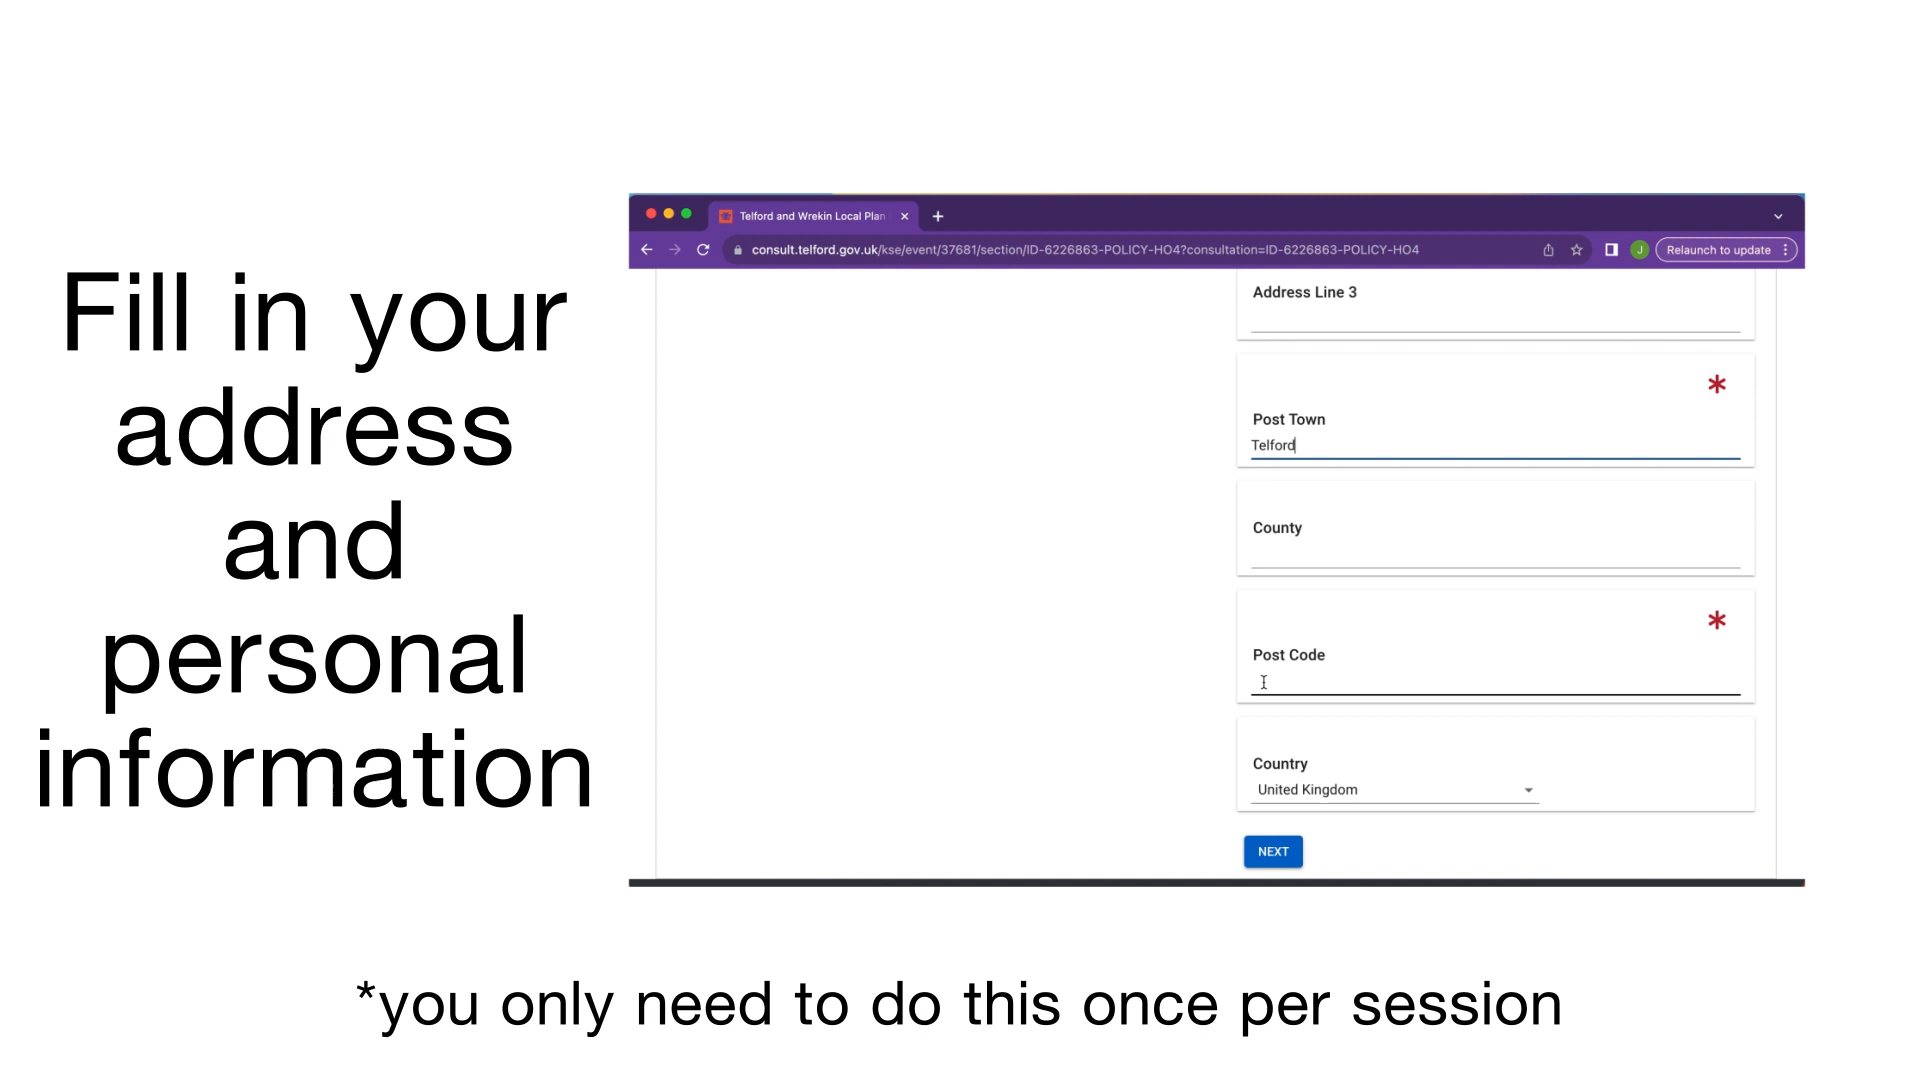 Fill in your
address
and
personal
information
Telford and Wrekin Local Plan
consult.telford.gov.uk/kse/event/37681/section/ID-6226863-POLICY-HO4?consultation=ID-6226863-POLICY-HO4
J
Relaunch to update
Address Line 3
*
Post Town
Telford
County
*
Post Code
Country
United Kingdom
NEXT
*you only need to do this once per session